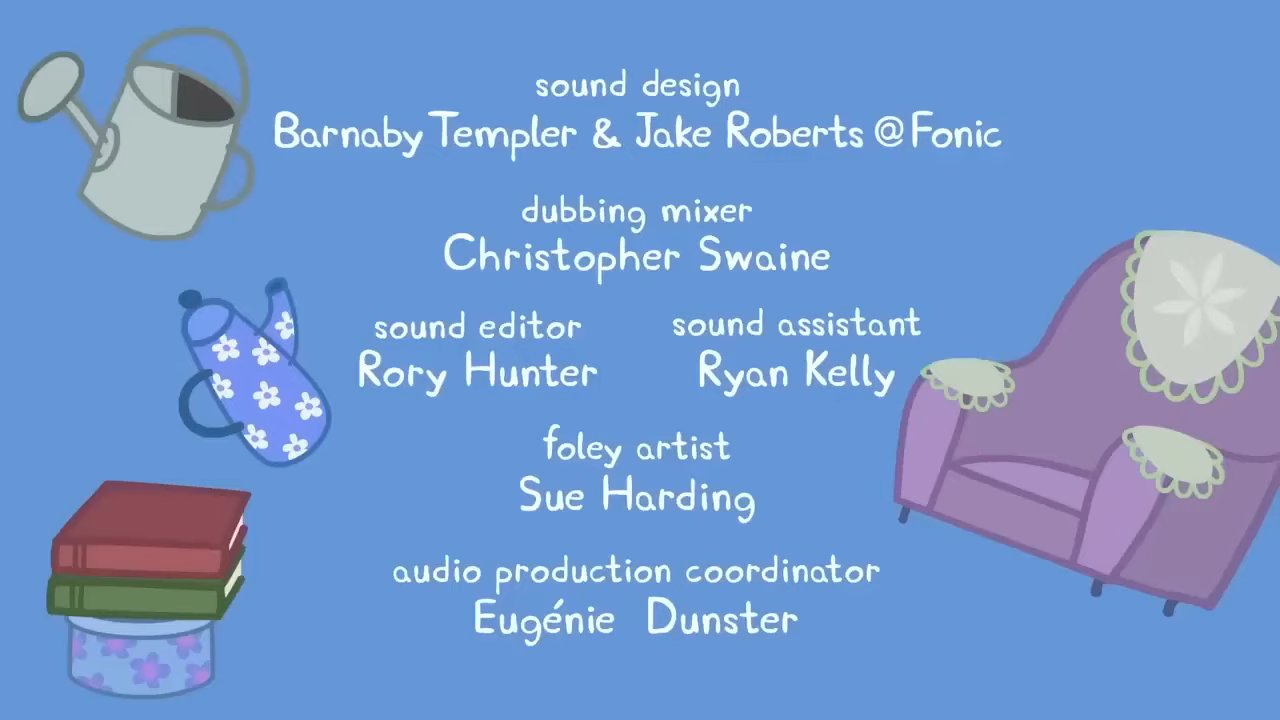 sound design
Barnaby Templer & Jake Roberts @ Fonic
dubbing mixer
Christopher Swaine
sound editor
Rory Hunter
sound assistant
Ryan Kelly
foley artist
Sue Harding
audio production coordinator
Eugénie Dunster